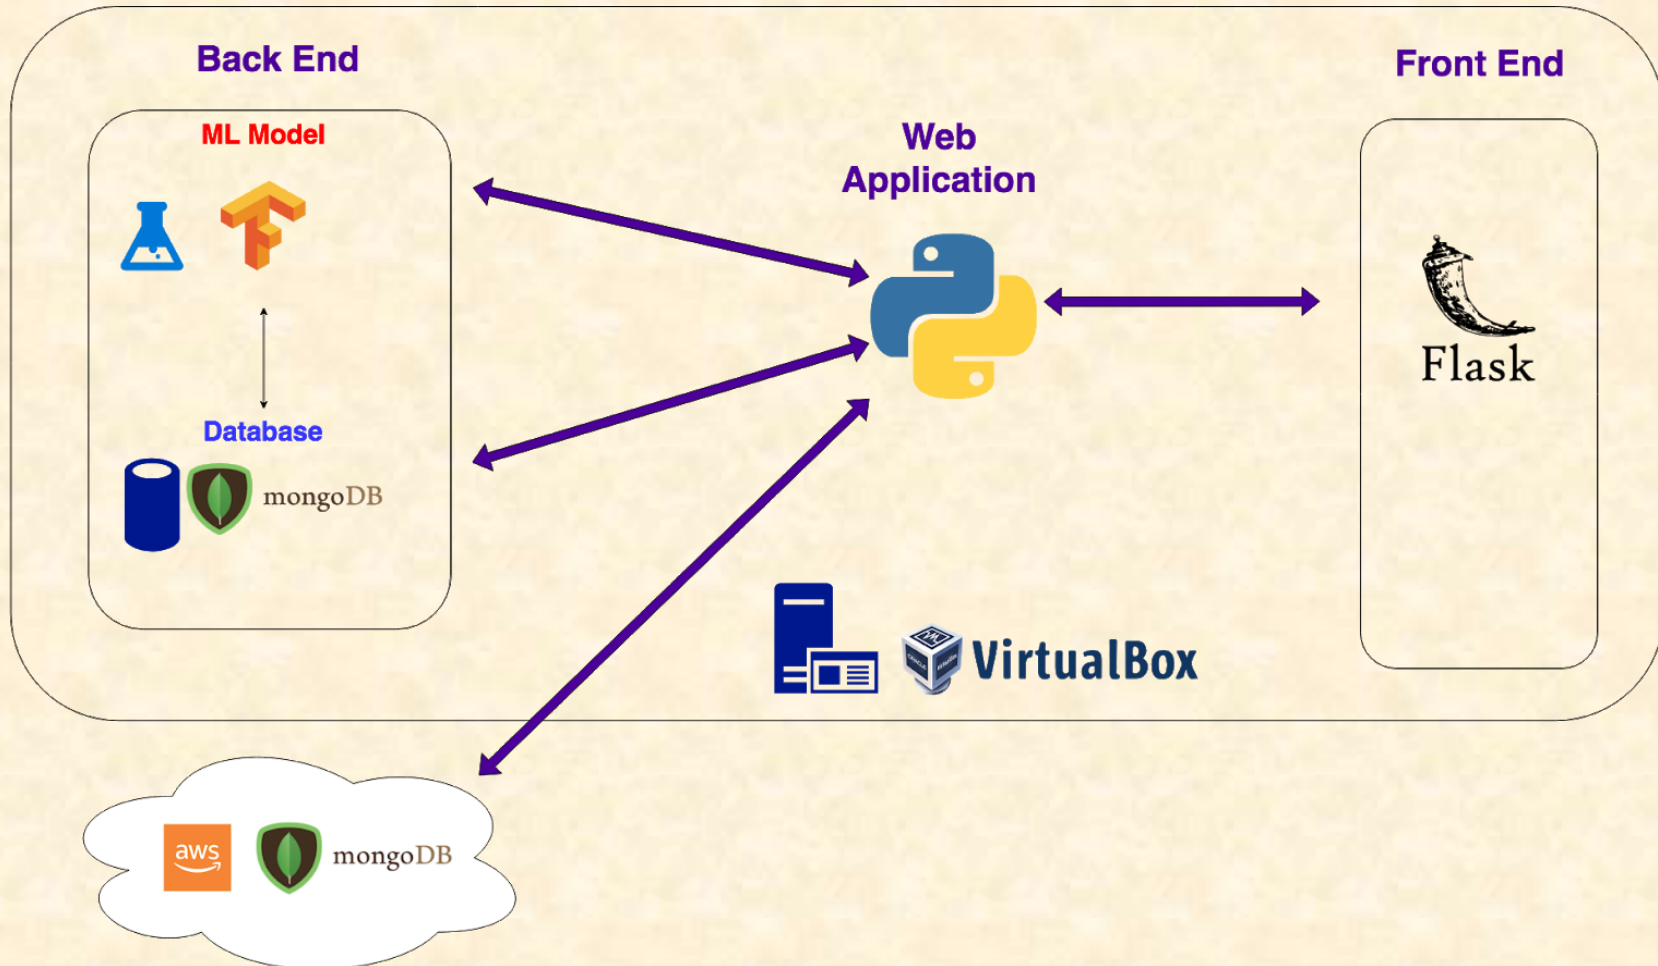 Back End
Front End
ML Model
Web
Application
Flask
Database
mongoDB
VirtualBox
aws
mongoDB